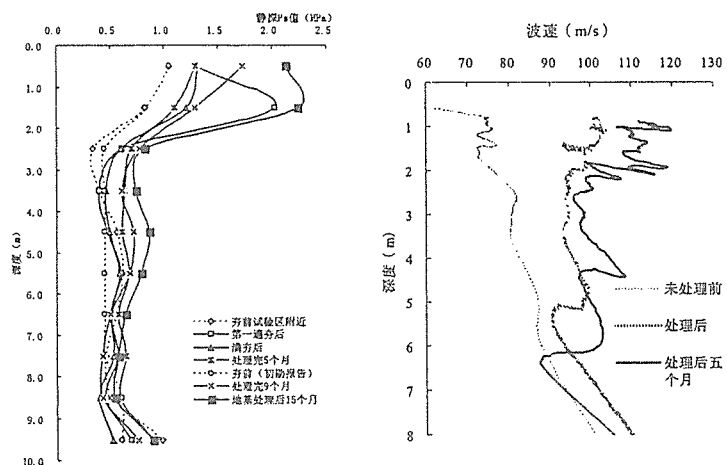 静探Ps值（MPa）
0.0 0.5 1.0 1.5 2.0 2.5
0.0
1.0
2.0
3.0
4.0
5.0
6.0
7.0
8.0
9.0
10.0
深度（m）
夯前试验区附近
第一遍夯后
满夯后
处理完5个月
夯前（初勘报告）
处理完9个月
地基处理后15个月
波速（m/s）
60 70 80 90 100 110 120 130
0
1
2
3
4
5
6
7
8
深度（m）
未处理前
处理后
处理后五
个月